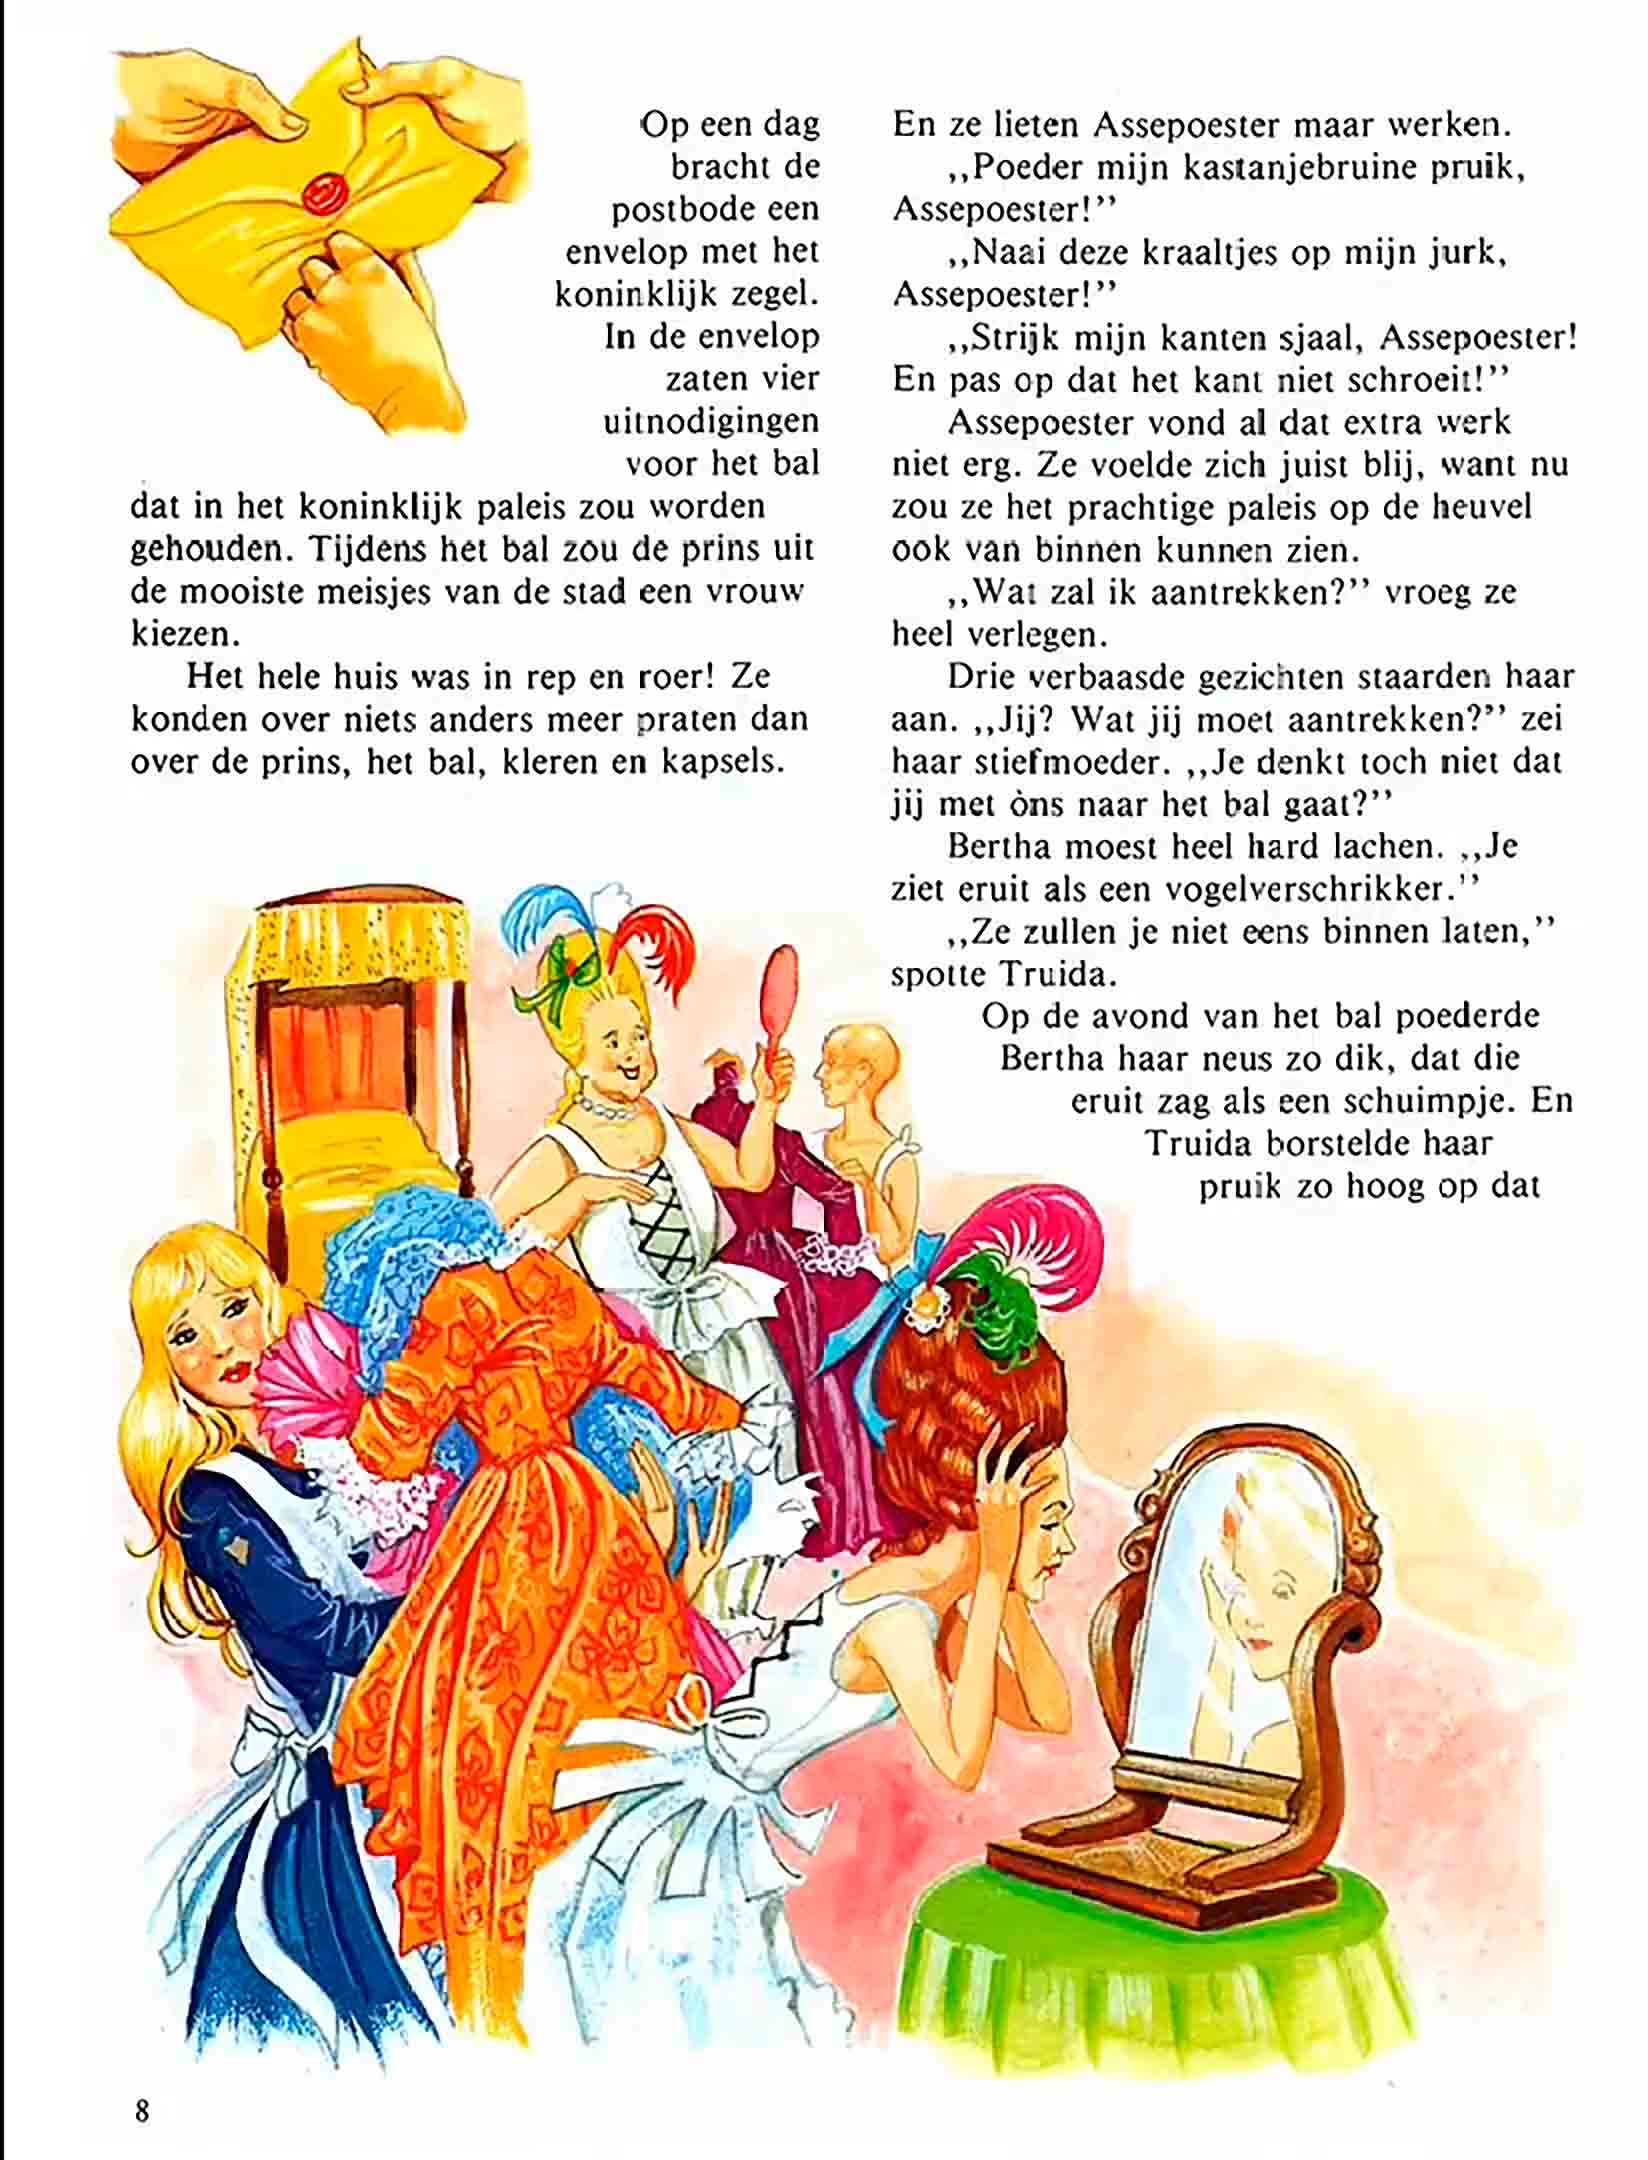 Op een dag
bracht de
postbode een
envelop met het
koninklijk zegel.
In de envelop
zaten vier
uitnodigingen
voor het bal
dat in het koninklijk paleis zou worden
gehouden. Tijdens het bal zou de prins uit
de mooiste meisjes van de stad een vrouw
kiezen.
Het hele huis was in rep en roer! Ze
konden over niets anders meer praten dan
over de prins, het bal, kleren en kapsels.
En ze lieten Assepoester maar werken.
,,Poeder mijn kastanjebruine pruik,
Assepoester!’’
,,Naai deze kraaltjes op mijn jurk,
Assepoester!’’
,,Strijk mijn kanten sjaal, Assepoester!
En pas op dat het kant niet schroeit!’’
Assepoester vond al dat extra werk
niet erg. Ze voelde zich juist blij, want nu
zou ze het prachtige paleis op de heuvel
ook van binnen kunnen zien.
,,Wat zal ik aantrekken?’’ vroeg ze
heel verlegen.
Drie verbaasde gezichten staarden haar
aan. ,,Jij? Wat jij moet aantrekken?’’ zei
haar stiefmoeder. ,,Je denkt toch niet dat
jij met òns naar het bal gaat?’’
Bertha moest heel hard lachen. ,,Je
ziet eruit als een vogelverschrikker.’’
,,Ze zullen je niet eens binnen laten,’’
spotte Truida.
Op de avond van het bal poederde
Bertha haar neus zo dik, dat die
eruit zag als een schuimpje. En
Truida borstelde haar
pruik zo hoog op dat
8